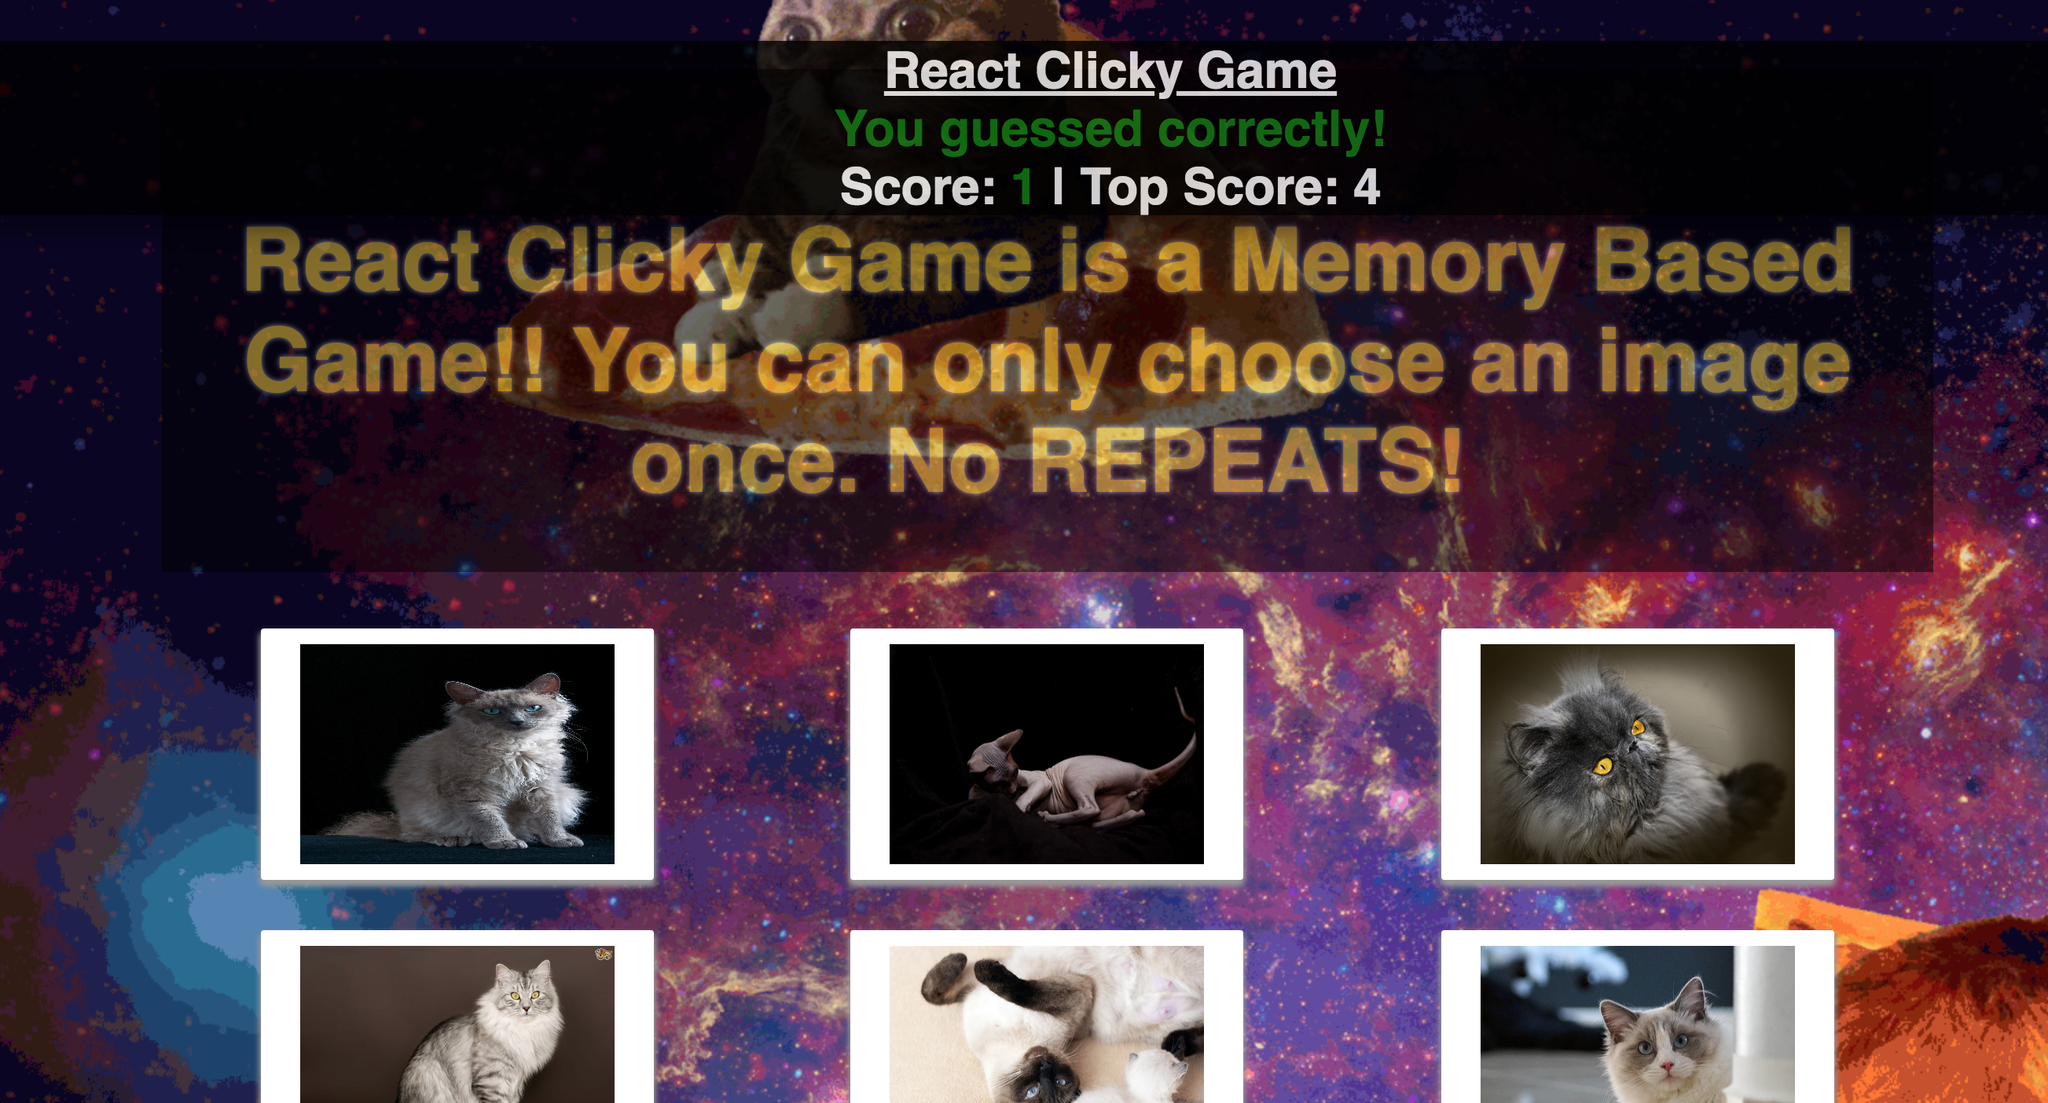 React Clicky Game
You guessed correctly!
Score: 1 | Top Score: 4
React Clicky Game is a Memory Based
Game!! You can only choose an image
once. No REPEATS!